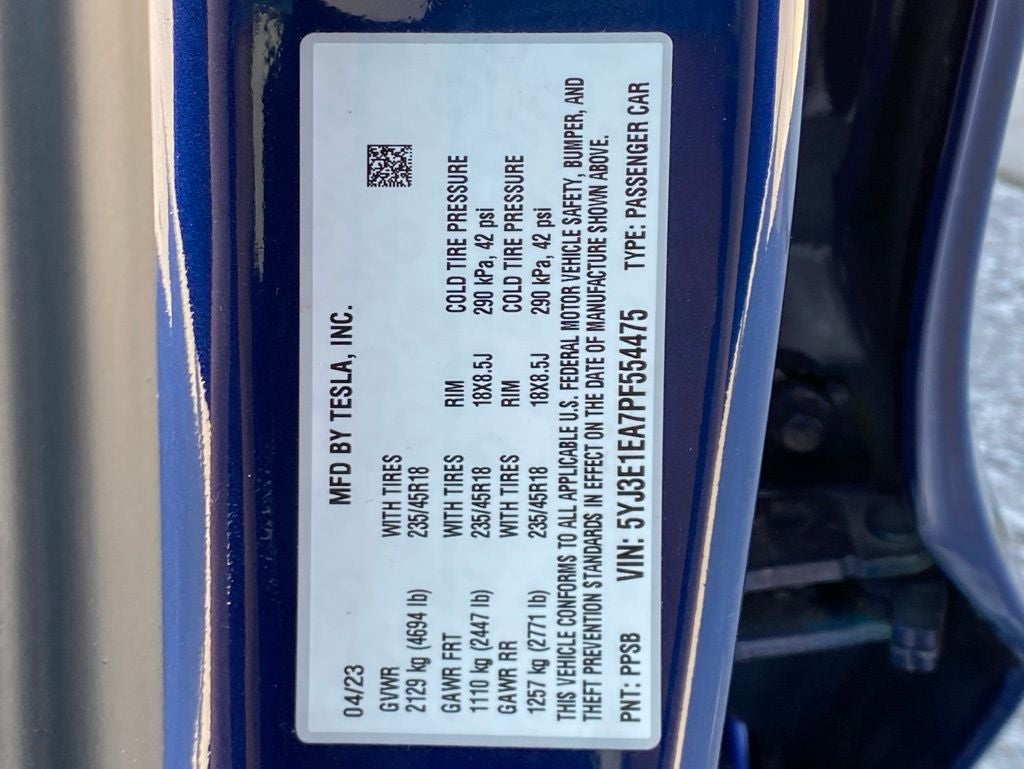 04/23 MFD BY TESLA, INC.
GVWR WITH TIRES
2129 kg (4694 lb) 235/45R18
GAWR FRT WITH TIRES RIM COLD TIRE PRESSURE
1110 kg (2447 lb) 235/45R18 18X8.5J 290 kPa, 42 psi
GAWR RR WITH TIRES RIM COLD TIRE PRESSURE
1257 kg (2771 lb) 235/45R18 18X8.5J 290 kPa, 42 psi
THIS VEHICLE CONFORMS TO ALL APPLICABLE U.S. FEDERAL MOTOR VEHICLE SAFETY, BUMPER, AND
THEFT PREVENTION STANDARDS IN EFFECT ON THE DATE OF MANUFACTURE SHOWN ABOVE.
PNT: PPSB VIN: 5YJ3E1EA7PF554475 TYPE: PASSENGER CAR